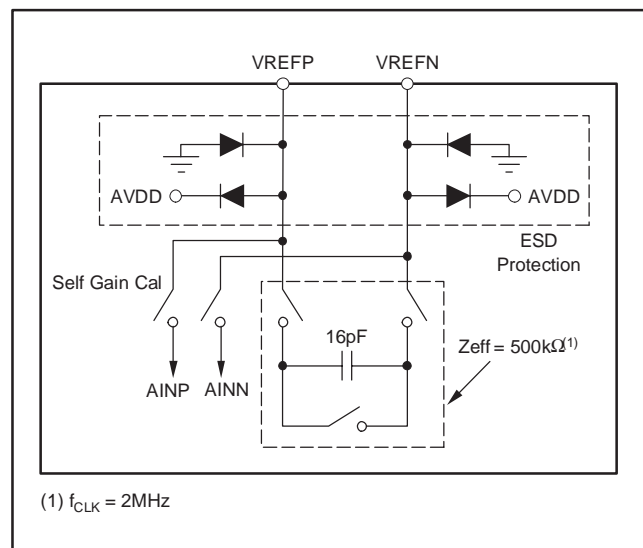 VREFP VREFN
AVDD AVDD
ESD
Protection
Self Gain Cal
16pF
Zeff = 500kΩ(1)
AINP AINN
(1) fCLK = 2MHz